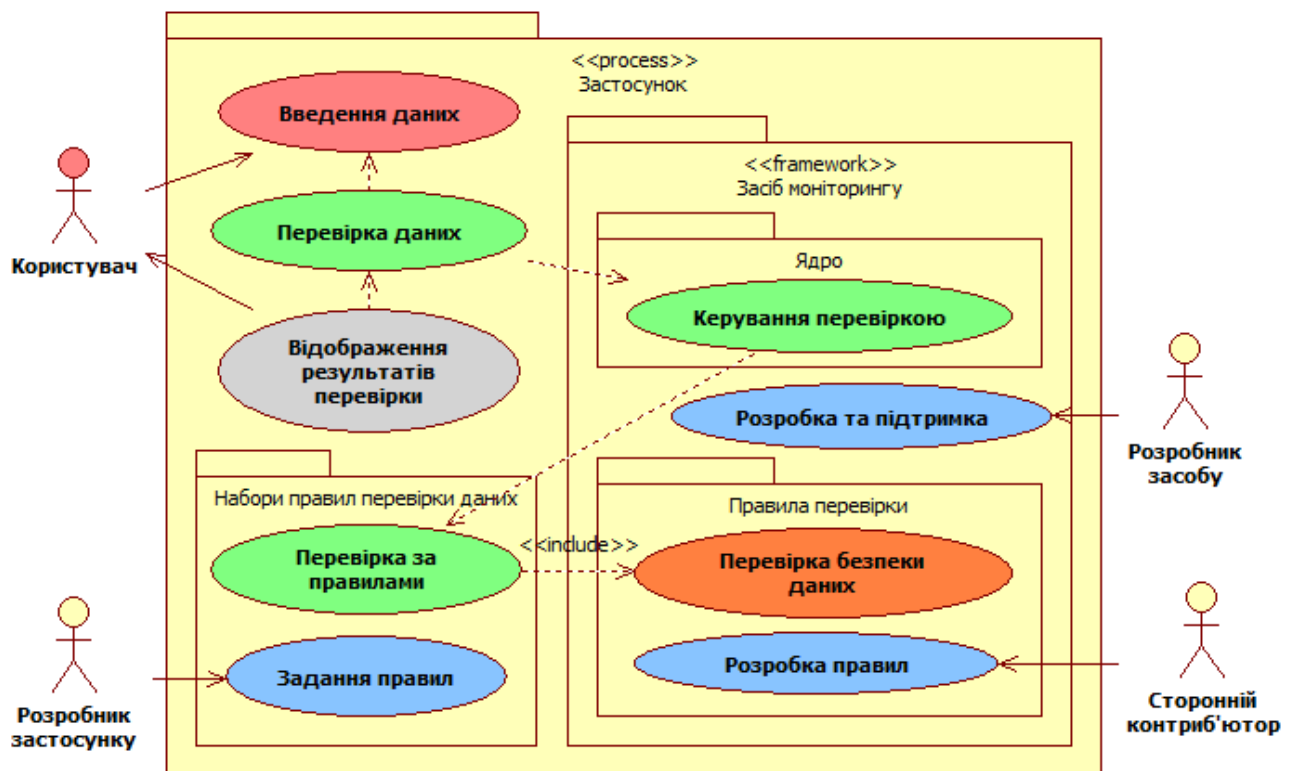 <<process>>
Застосунок
Введення даних
<<framework>>
Засіб моніторингу
Перевірка даних
Користувач
Ядро
Керування перевіркою
Відображення
результатів
перевірки
Розробка та підтримка
Розробник
засобу
Набори правил перевірки даних
Правила перевірки
Перевірка за
правилами
<<include>>
Перевірка безпеки
даних
Задання правил
Розробка правил
Розробник
застосунку
Сторонній
контриб'ютор